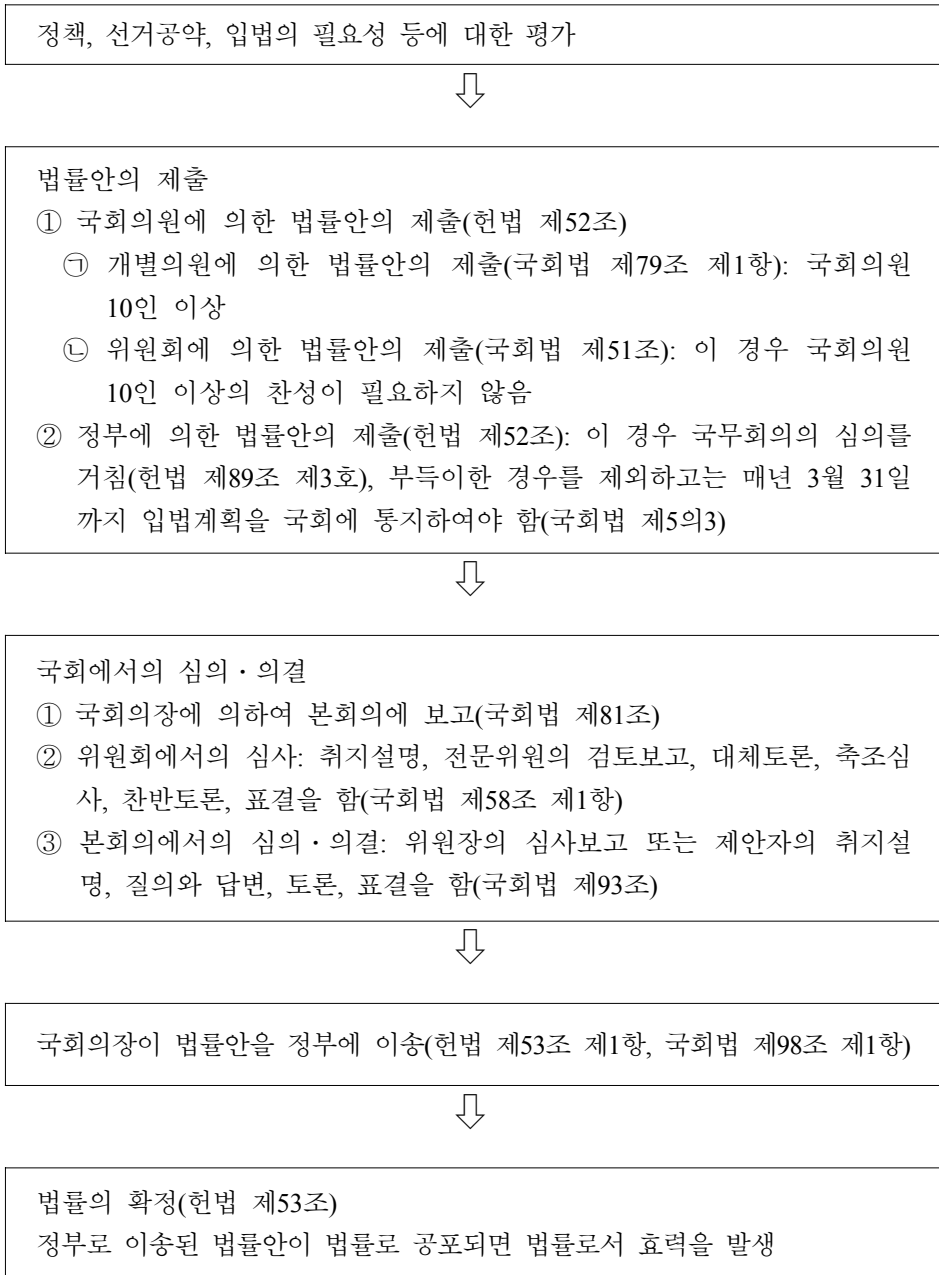 정책, 선거공약, 입법의 필요성 등에 대한 평가
법률안의 제출
① 국회의원에 의한 법률안의 제출(헌법 제52조)
㉠ 개별의원에 의한 법률안의 제출(국회법 제79조 제1항): 국회의원
10인 이상
㉡ 위원회에 의한 법률안의 제출(국회법 제51조): 이 경우 국회의원
10인 이상의 찬성이 필요하지 않음
② 정부에 의한 법률안의 제출(헌법 제52조): 이 경우 국무회의의 심의를
거침(헌법 제89조 제3호), 부득이한 경우를 제외하고는 매년 3월 31일
까지 입법계획을 국회에 통지하여야 함(국회법 제5의3)
국회에서의 심의・의결
① 국회의장에 의하여 본회의에 보고(국회법 제81조)
② 위원회에서의 심사: 취지설명, 전문위원의 검토보고, 대체토론, 축조심
사, 찬반토론, 표결을 함(국회법 제58조 제1항)
③ 본회의에서의 심의・의결: 위원장의 심사보고 또는 제안자의 취지설
명, 질의와 답변, 토론, 표결을 함(국회법 제93조)
국회의장이 법률안을 정부에 이송(헌법 제53조 제1항, 국회법 제98조 제1항)
법률의 확정(헌법 제53조)
정부로 이송된 법률안이 법률로 공포되면 법률로서 효력을 발생